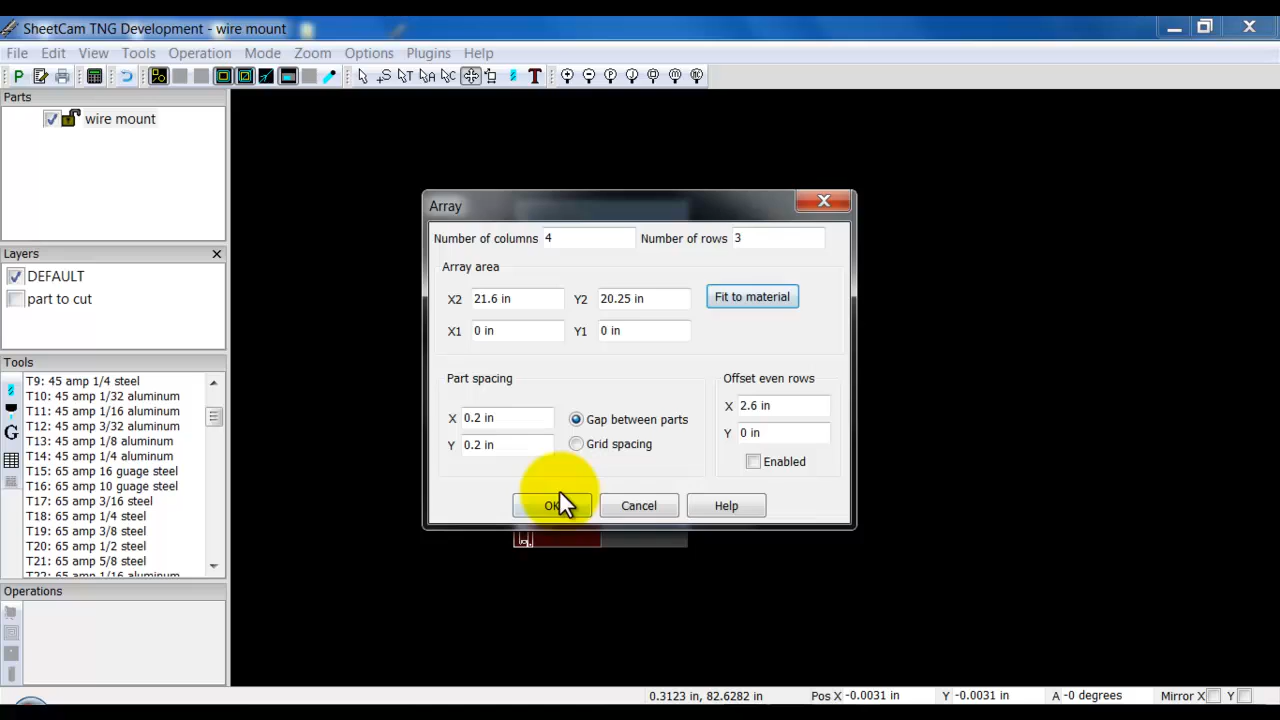 SheetCam TNG Development - wire mount
File Edit View Tools Operation Mode Zoom Options Plugins Help
Parts
wire mount
Layers
DEFAULT
part to cut
Tools
T9: 45 amp 1/4 steel
T10: 45 amp 1/32 aluminum
T11: 45 amp 1/16 aluminum
T12: 45 amp 3/32 aluminum
T13: 45 amp 1/8 aluminum
T14: 45 amp 1/4 aluminum
T15: 65 amp 16 guage steel
T16: 65 amp 10 guage steel
T17: 65 amp 3/16 steel
T18: 65 amp 1/4 steel
T19: 65 amp 3/8 steel
T20: 65 amp 1/2 steel
T21: 65 amp 5/8 steel
T22: 65 amp 1/16 aluminum
Operations
Array
Number of columns 4 Number of rows 3
Array area
X2 21.6 in Y2 20.25 in Fit to material
X1 0 in Y1 0 in
Part spacing
X 0.2 in Gap between parts
Y 0.2 in Grid spacing
Offset even rows
X 2.6 in
Y 0 in
Enabled
OK Cancel Help
0.3123 in, 82.6282 in Pos X -0.0031 in Y -0.0031 in A -0 degrees Mirror X Y